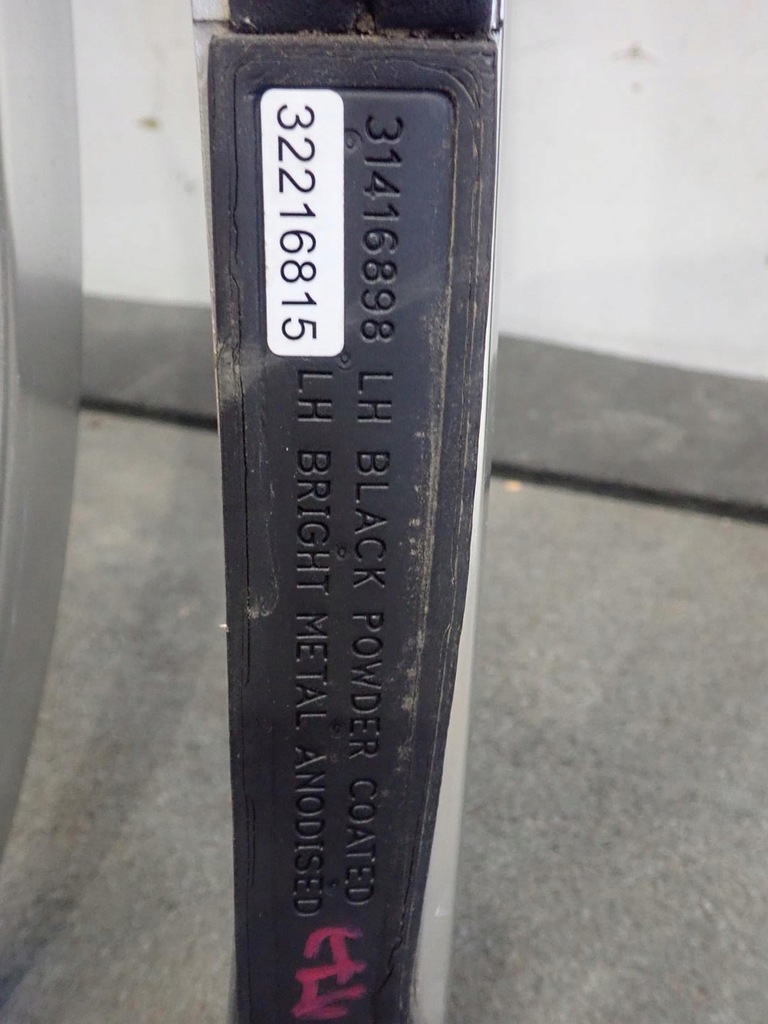 31416898 LH BLACK POWDER COATED
32216815 LH BRIGHT METAL ANODISED